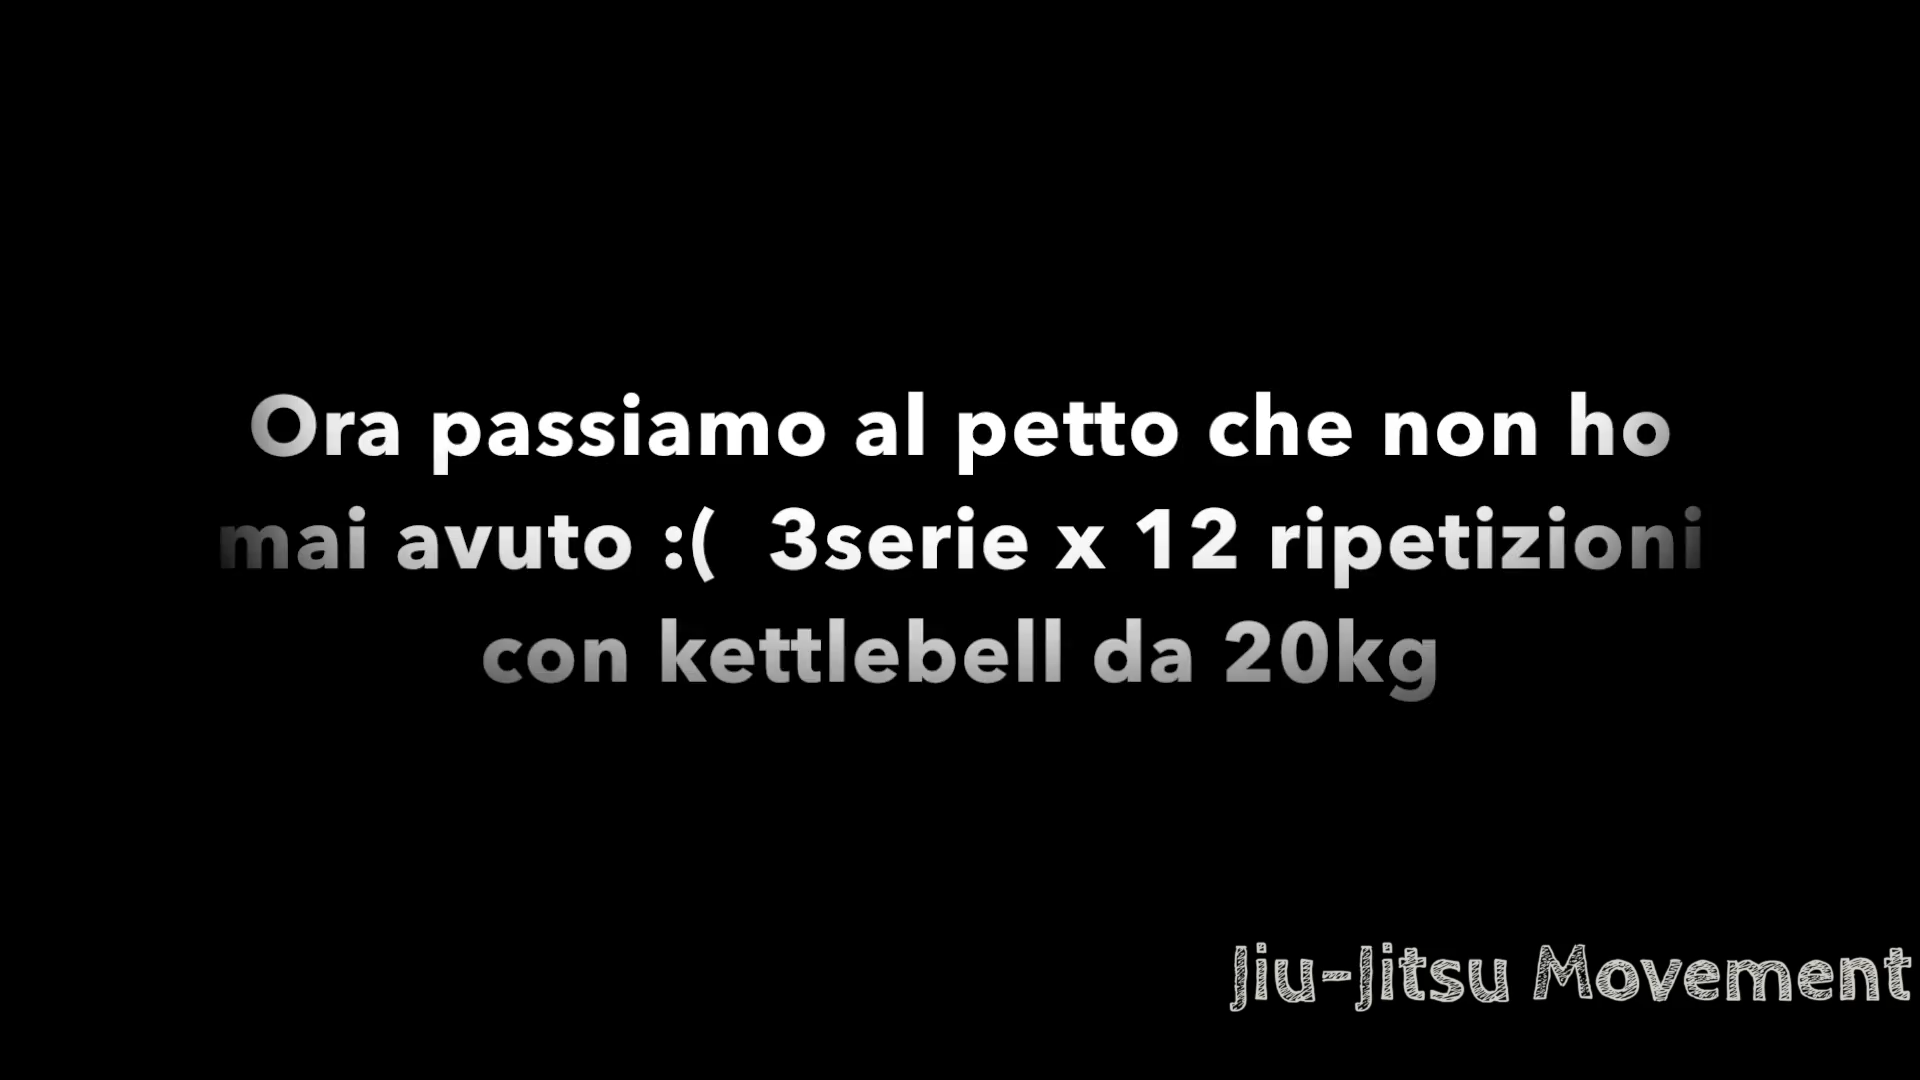 Ora passiamo al petto che non ho
mai avuto :(  3serie x 12 ripetizioni
con kettlebell da 20kg
Jiu-Jitsu Movement